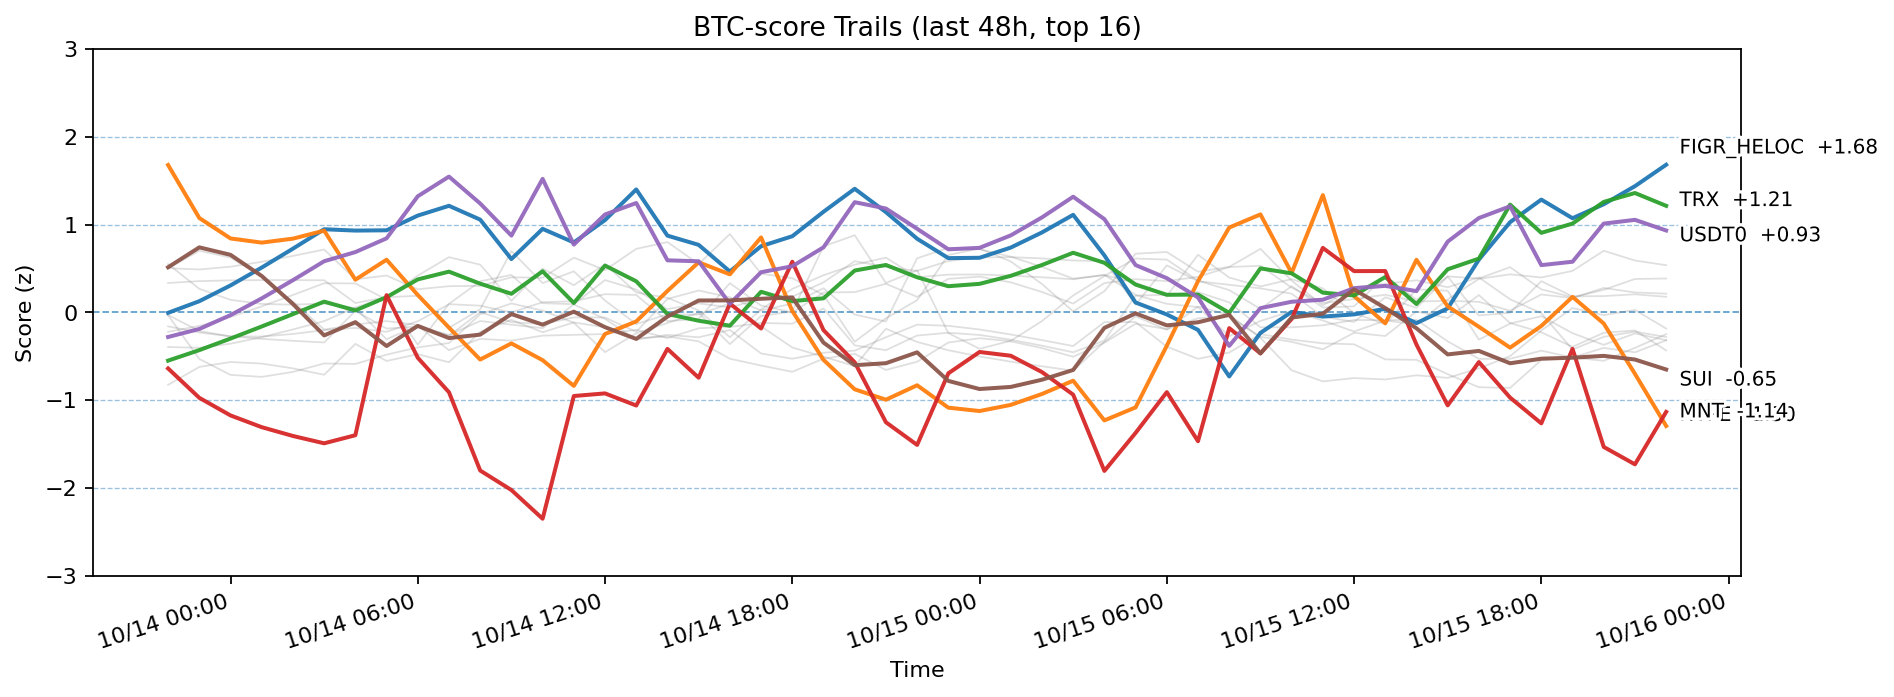 BTC-score Trails (last 48h, top 16)
Score (z)
3
2
1
0
−1
−2
−3
FIGR_HELOC +1.68
TRX +1.21
USDT0 +0.93
SUI -0.65
MNT -1.14
10/14 00:00
10/14 06:00
10/14 12:00
10/14 18:00
10/15 00:00
10/15 06:00
10/15 12:00
10/15 18:00
10/16 00:00
Time